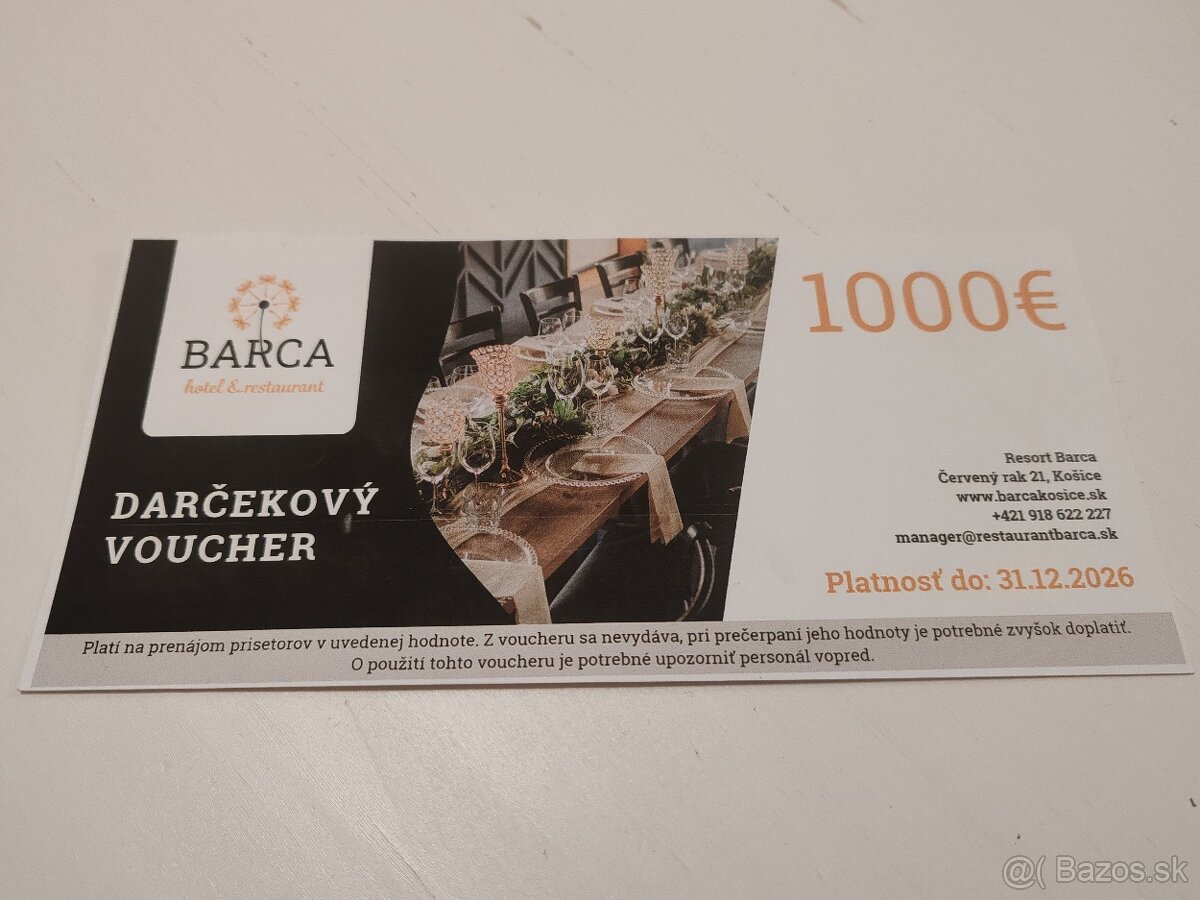 BARCA
hotel & restaurant
DARČEKOVÝ
VOUCHER
1000€
Resort Barca
Červený rak 21, Košice
www.barcakosice.sk
+421 918 622 227
manager@restaurantbarca.sk
Platnosť do: 31.12.2026
Platí na prenájom prisetorov v uvedenej hodnote. Z voucheru sa nevydáva, prí prečerpaní jeho hodnoty je potrebné zvyšok doplatiť.
O použití tohto voucheru je potrebné upozorniť personál vopred.
@( Bazos.sk